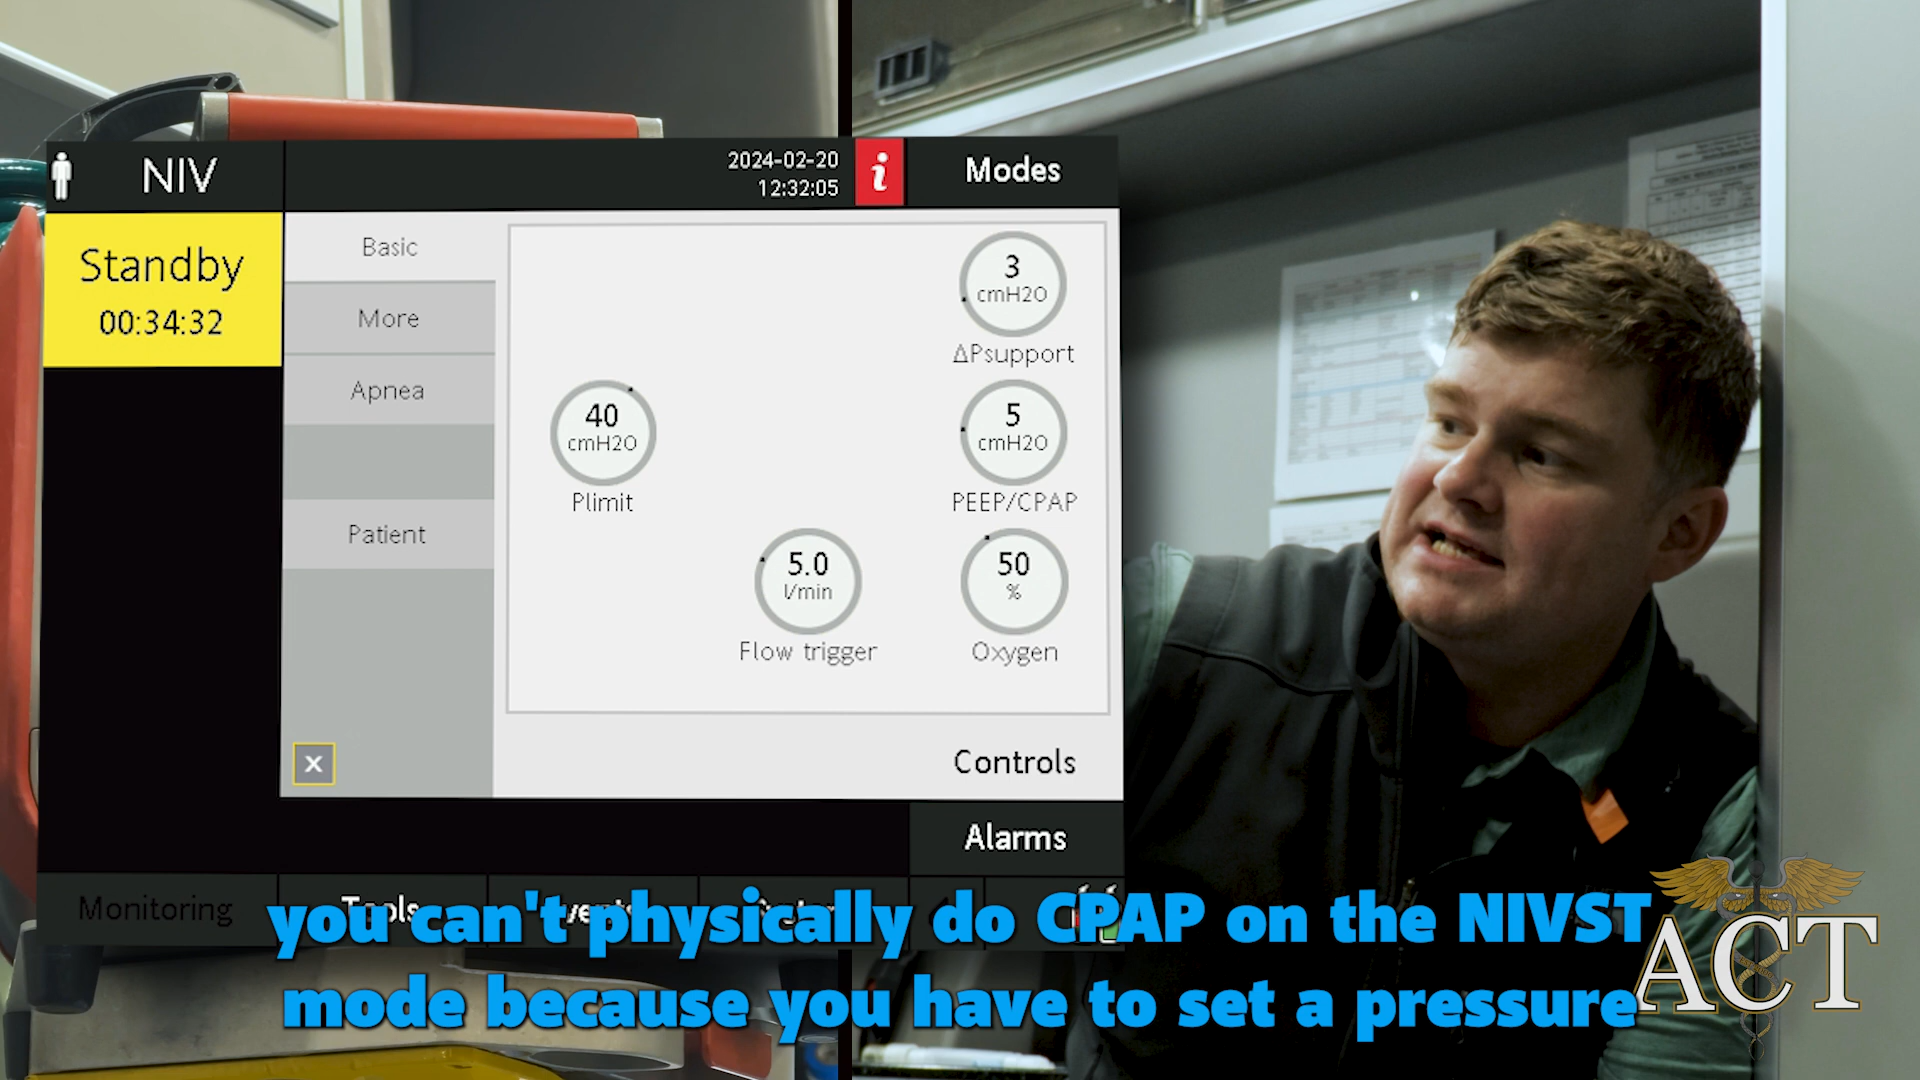 NIV
2024-02-20
12:32:05
i
Modes
Standby
00:34:32
Basic
More
Apnea
Patient
3
cmH2O
ΔPsupport
40
cmH2O
Plimit
5
cmH2O
PEEP/CPAP
5.0
l/min
Flow trigger
50
%
Oxygen
Controls
Alarms
Monitoring
Tools
you can't physically do CPAP on the NIVST
mode because you have to set a pressure
ACT